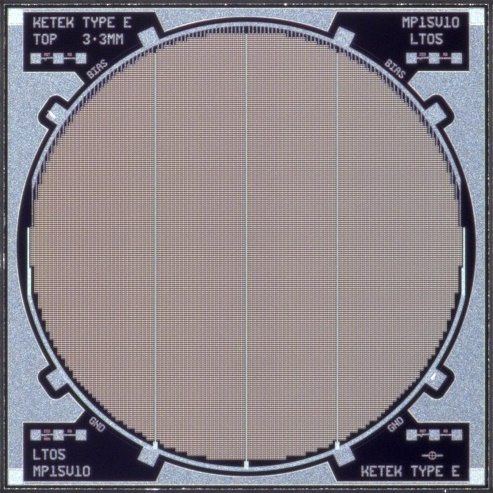 KETEK TYPE E
TOP 3·3MM
MP15V10
LTOS
BIAS
BIAS
GND
GND
LTOS
MP15V10
KETEK TYPE E